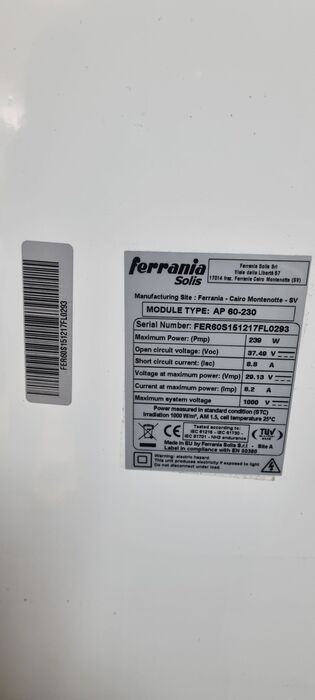 FER60S151217FL0293
ferrania
Solis
Ferrania Solis Srl
Viale della Libertà 57
17014 fraz. Ferrania Cairo Montenotte (SV)
Manufacturing Site : Ferrania - Cairo Montenotte - SV
MODULE TYPE: AP 60-230
Serial Number: FER60S151217FL0293
Maximum Power: (Pmp) 239 W
Open circuit voltage: (Voc) 37.49 V
Short circuit current: (Isc) 8.8 A
Voltage at maximum power: (Vmp) 29.13 V
Current at maximum power: (Imp) 8.2 A
Maximum system voltage 1000 V
Power measured in standard condition (STC)
Irradiation 1000 W/m², AM 1.5, cell temperature 25°C
CE
Tested according to:
IEC 61215 - IEC 61730 -
IEC 61701 - NH3 endurance
TÜV
Made in EU by Ferrania Solis S.r.l - Site A
Label in compliance with EN 50380
Warning: electric hazard
This unit produces electricity if exposed to light
Do not disconnect under load.